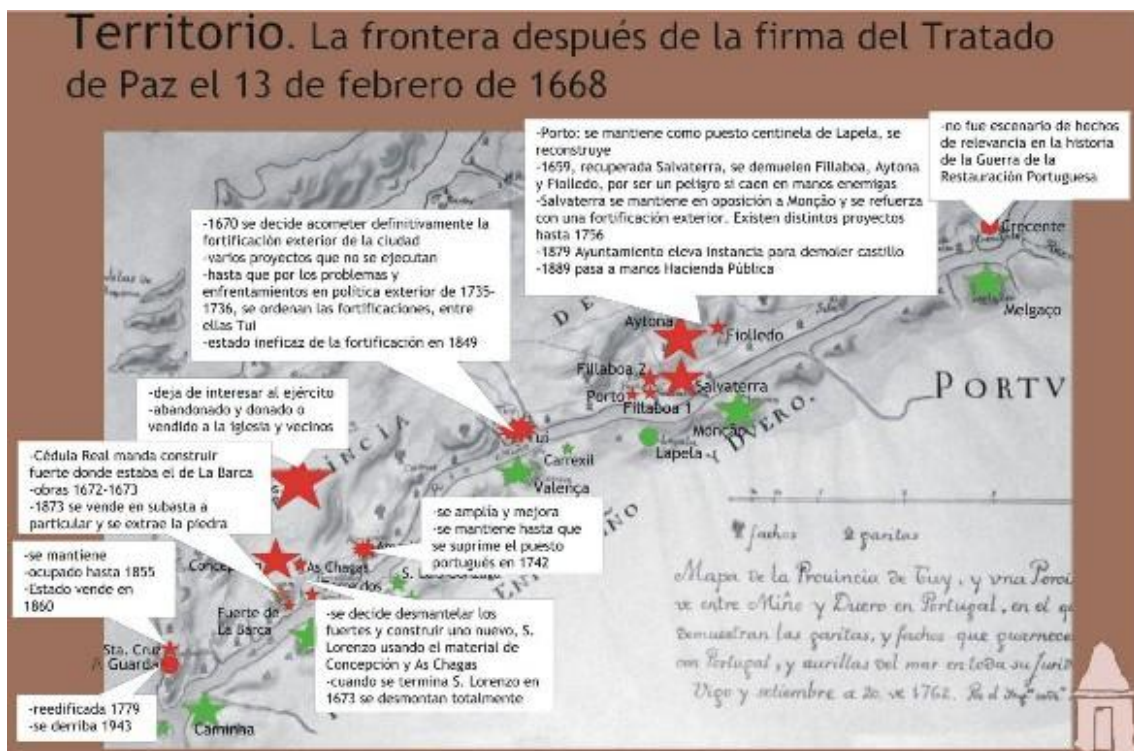 Territorio. La frontera después de la firma del Tratado
de Paz el 13 de febrero de 1668
-Porto: se mantiene como puesto centinela de Lapela, se
reconstruye
-1659, recuperada Salvaterra, se demuelen Fillaboa, Aytona
y Fiolledo, por ser un peligro si caen en manos enemigas
-Salvaterra se mantiene en oposición a Monção y se refuerza
con una fortificación exterior. Existen distintos proyectos
hasta 1756
-1879 Ayuntamiento eleva instancia para demoler castillo
-1889 pasa a manos Hacienda Pública
-no fue escenario de hechos
de relevancia en la historia
de la Guerra de la
Restauración Portuguesa
-1670 se decide acometer definitivamente la
fortificación exterior de la ciudad
-varios proyectos que no se ejecutan
-hasta que por los problemas y
enfrentamientos en política exterior de 1735-
1736, se ordenan las fortificaciones, entre
ellas Tui
-estado ineficaz de la fortificación en 1849
Crecente
Melgaço
Aytona
Fiolledo
Fillaboa 2
Salvaterra
Porto
Fillaboa 1
Monção
Lapela
PORTV
DUERO.
-deja de interesar al ejército
-abandonado y donado o
vendido a la iglesia y vecinos
Tui
Carrexil
Valença
-Cédula Real manda construir
fuerte donde estaba el de La Barca
-obras 1672-1673
-1873 se vende en subasta a
particular y se extrae la piedra
-se amplía y mejora
-se mantiene hasta que
se suprime el puesto
portugués en 1742
As Chagas
-se mantiene
-ocupado hasta 1855
-Estado vende en
1860
Fuerte de
La Barca
-se decide desmantelar los
fuertes y construir uno nuevo, S.
Lorenzo usando el material de
Concepción y As Chagas
-cuando se termina S. Lorenzo en
1673 se desmontan totalmente
Sta. Cruz
A Guarda
-reedificada 1779
-se derriba 1943
Caminha
fachos garitas
Mapa de la Prouincia de Tuy, y vna Porci
ve entre Miño y Duero en Portugal, en el q
demuestran las garitas, y fachos que guarnece
con Portugal, y aurillas del mar en toda su Juri
Vigo y setiembre a 20 de 1762.